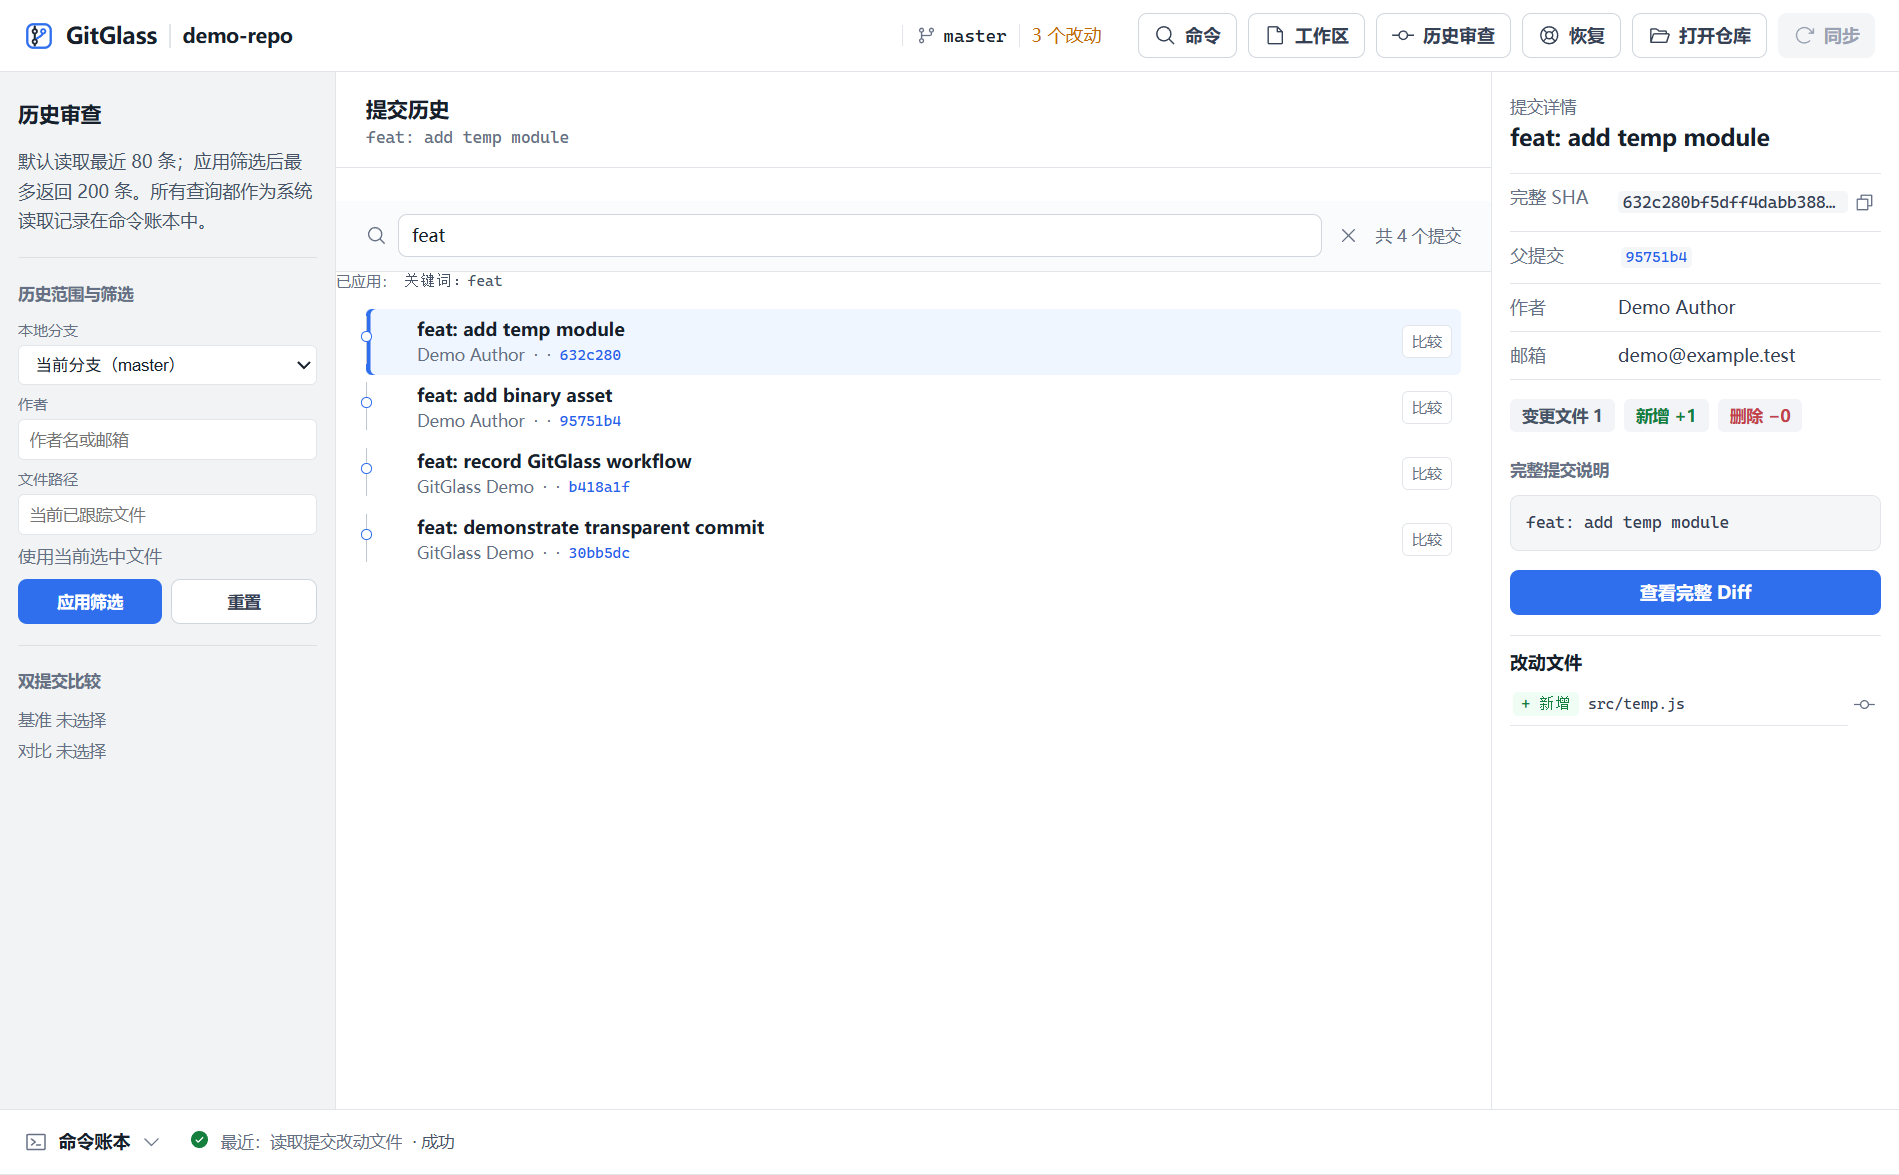 GitGlass demo-repo master 3 个改动 命令 工作区 历史审查 恢复 打开仓库 同步
历史审查
默认读取最近 80 条；应用筛选后最
多返回 200 条。所有查询都作为系统
读取记录在命令账本中。
历史范围与筛选
本地分支
当前分支（master）
作者
作者名或邮箱
文件路径
当前已跟踪文件
使用当前选中文件
应用筛选 重置
双提交比较
基准 未选择
对比 未选择
提交历史
feat: add temp module
feat 共 4 个提交
已应用： 关键词：feat
feat: add temp module
Demo Author · · 632c280 比较
feat: add binary asset
Demo Author · · 95751b4 比较
feat: record GitGlass workflow
GitGlass Demo · · b418a1f 比较
feat: demonstrate transparent commit
GitGlass Demo · · 30bb5dc 比较
提交详情
feat: add temp module
完整 SHA 632c280bf5dff4dabb388…
父提交 95751b4
作者 Demo Author
邮箱 demo@example.test
变更文件 1 新增 +1 删除 −0
完整提交说明
feat: add temp module
查看完整 Diff
改动文件
+ 新增 src/temp.js
命令账本 最近：读取提交改动文件 · 成功